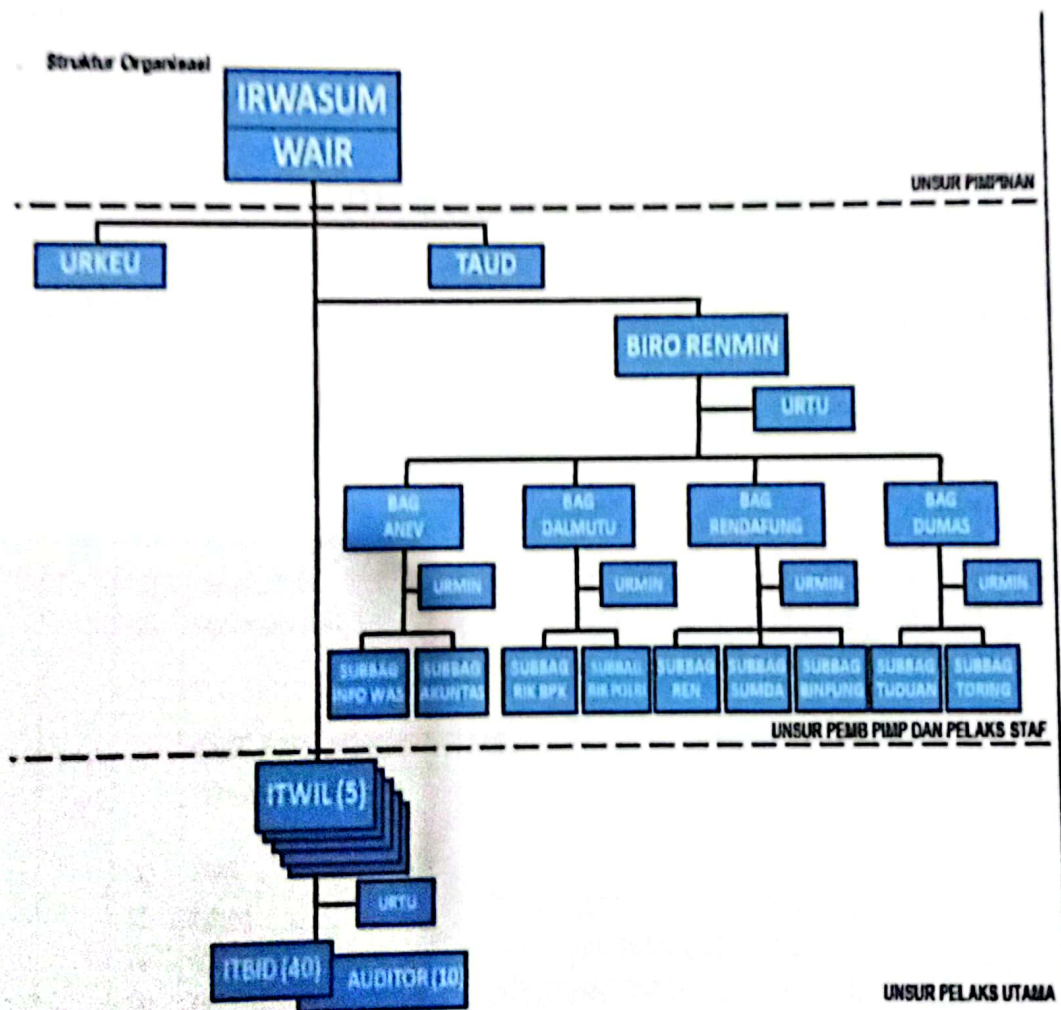 Struktur Organisasi
IRWASUM
WAIR
UNSUR PIMPINAN
URKEU
TAUD
BIRO RENMIN
URTU
BAG
ANEV
BAG
DALMUTU
BAG
RENDAFUNG
BAG
DUMAS
URMIN
URMIN
URMIN
URMIN
SUBBAG
INFO WAS
SUBBAG
AKUNTAS
SUBBAG
RIK BPK
SUBBAG
RIK POLRI
SUBBAG
REN
SUBBAG
SUMDA
SUBBAG
BINFUNG
SUBBAG
TUDUAN
SUBBAG
TORING
UNSUR PEMB PIMP DAN PELAKS STAF
ITWIL (5)
URTU
ITBID (40)
AUDITOR (10)
UNSUR PELAKS UTAMA